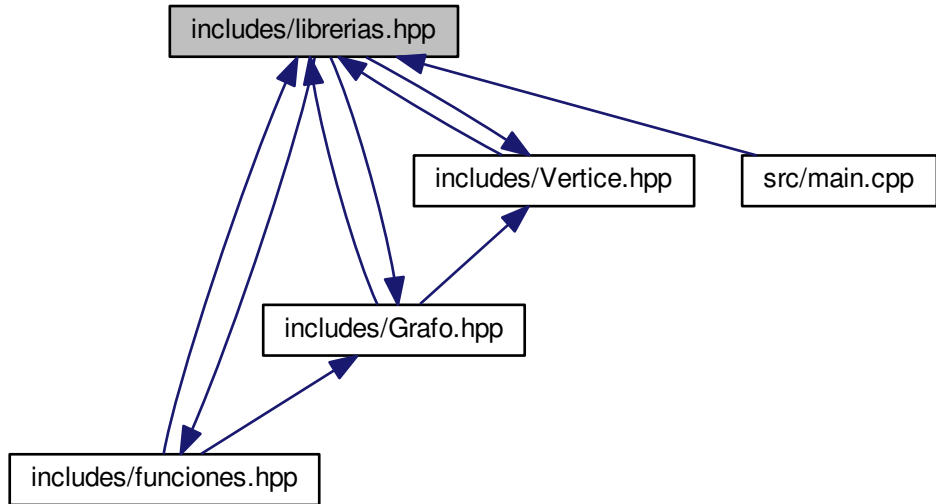 includes/librerias.hpp
includes/Vertice.hpp
src/main.cpp
includes/Grafo.hpp
includes/funciones.hpp